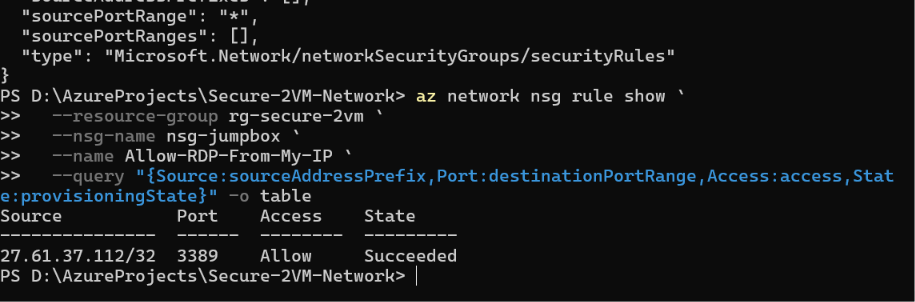 "sourcePortRange": "*",
"sourcePortRanges": [],
"type": "Microsoft.Network/networkSecurityGroups/securityRules"
}
PS D:\AzureProjects\Secure-2VM-Network> az network nsg rule show `
>>   --resource-group rg-secure-2vm `
>>   --nsg-name nsg-jumpbox `
>>   --name Allow-RDP-From-My-IP `
>>   --query "{Source:sourceAddressPrefix,Port:destinationPortRange,Access:access,Stat
e:provisioningState}" -o table
Source           Port    Access    State
---------------  ------  --------  ---------
27.61.37.112/32  3389    Allow     Succeeded
PS D:\AzureProjects\Secure-2VM-Network>